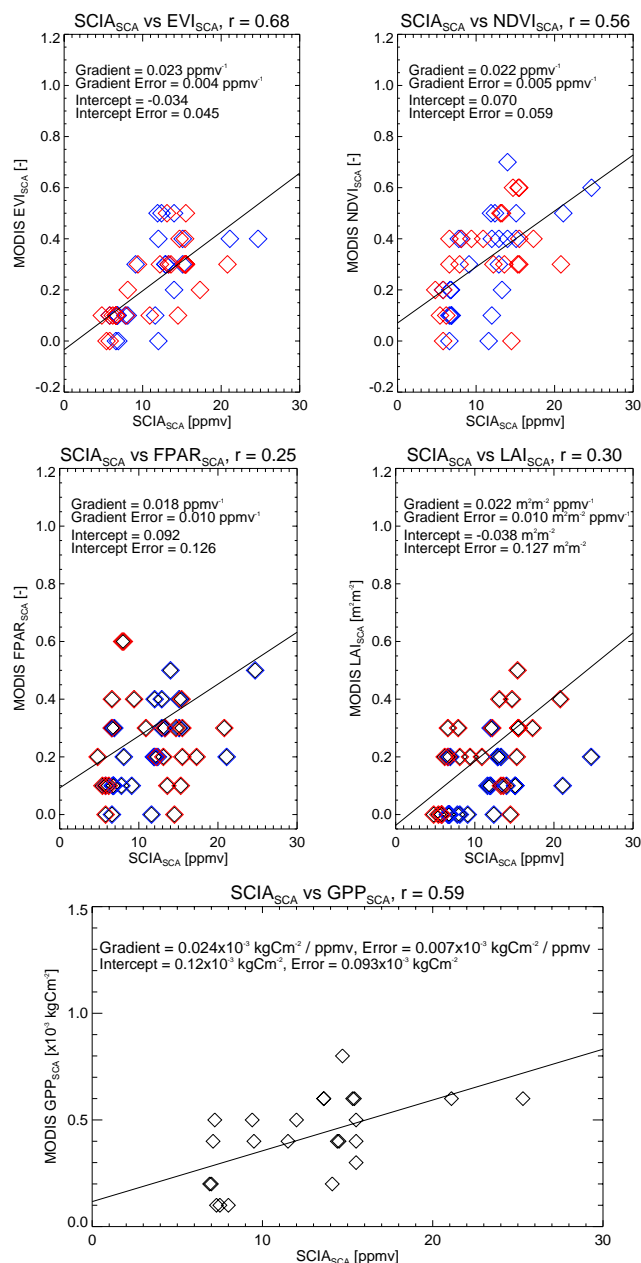 SCIA_SCA vs EVI_SCA, r = 0.68
Gradient = 0.023 ppmv⁻¹
Gradient Error = 0.004 ppmv⁻¹
Intercept = -0.034
Intercept Error = 0.045
MODIS EVI_SCA [-]
1.2
1.0
0.8
0.6
0.4
0.2
0.0
-0.2
0 10 20 30
SCIA_SCA [ppmv]
SCIA_SCA vs NDVI_SCA, r = 0.56
Gradient = 0.022 ppmv⁻¹
Gradient Error = 0.005 ppmv⁻¹
Intercept = 0.070
Intercept Error = 0.059
MODIS NDVI_SCA [-]
1.2
1.0
0.8
0.6
0.4
0.2
0.0
-0.2
0 10 20 30
SCIA_SCA [ppmv]
SCIA_SCA vs FPAR_SCA, r = 0.25
Gradient = 0.018 ppmv⁻¹
Gradient Error = 0.010 ppmv⁻¹
Intercept = 0.092
Intercept Error = 0.126
MODIS FPAR_SCA [-]
1.2
1.0
0.8
0.6
0.4
0.2
0.0
0 10 20 30
SCIA_SCA [ppmv]
SCIA_SCA vs LAI_SCA, r = 0.30
Gradient = 0.022 m²m⁻² ppmv⁻¹
Gradient Error = 0.010 m²m⁻² ppmv⁻¹
Intercept = -0.038 m²m⁻²
Intercept Error = 0.127 m²m⁻²
MODIS LAI_SCA [m²m⁻²]
1.2
1.0
0.8
0.6
0.4
0.2
0.0
0 10 20 30
SCIA_SCA [ppmv]
SCIA_SCA vs GPP_SCA, r = 0.59
Gradient = 0.024x10⁻³ kgCm⁻² / ppmv, Error = 0.007x10⁻³ kgCm⁻² / ppmv
Intercept = 0.12x10⁻³ kgCm⁻², Error = 0.093x10⁻³ kgCm⁻²
MODIS GPP_SCA [x10⁻³ kgCm⁻²]
1.5
1.0
0.5
0.0
0 10 20 30
SCIA_SCA [ppmv]